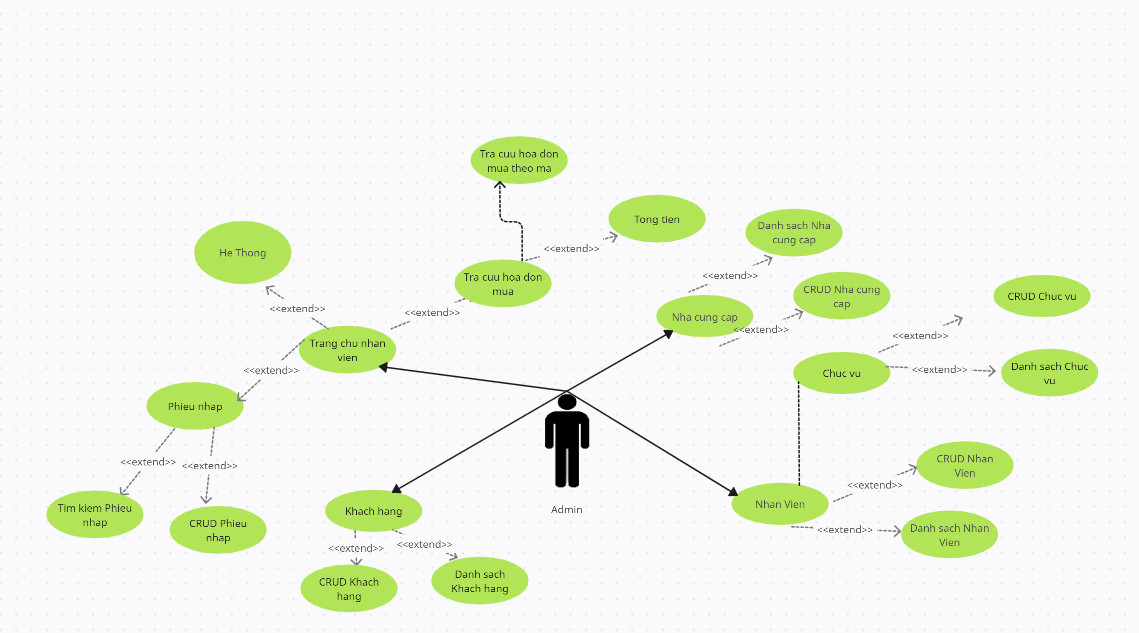 Tra cuu hoa don
mua theo ma
Tong tien
<<extend>>
Danh sach Nha
cung cap
He Thong
<<extend>>
Tra cuu hoa don
mua
<<extend>>
CRUD Nha cung
cap
CRUD Chuc vu
<<extend>>
<<extend>>
Nha cung cap
<<extend>>
<<extend>>
Trang chu nhan
vien
<<extend>>
Chuc vu
<<extend>>
Danh sach Chuc
vu
Phieu nhap
<<extend>>
<<extend>>
CRUD Nhan
Vien
<<extend>>
Tim kiem Phieu
nhap
CRUD Phieu
nhap
Khach hang
Admin
Nhan Vien
<<extend>>
Danh sach Nhan
Vien
<<extend>>
<<extend>>
CRUD Khach
hang
Danh sach
Khach hang